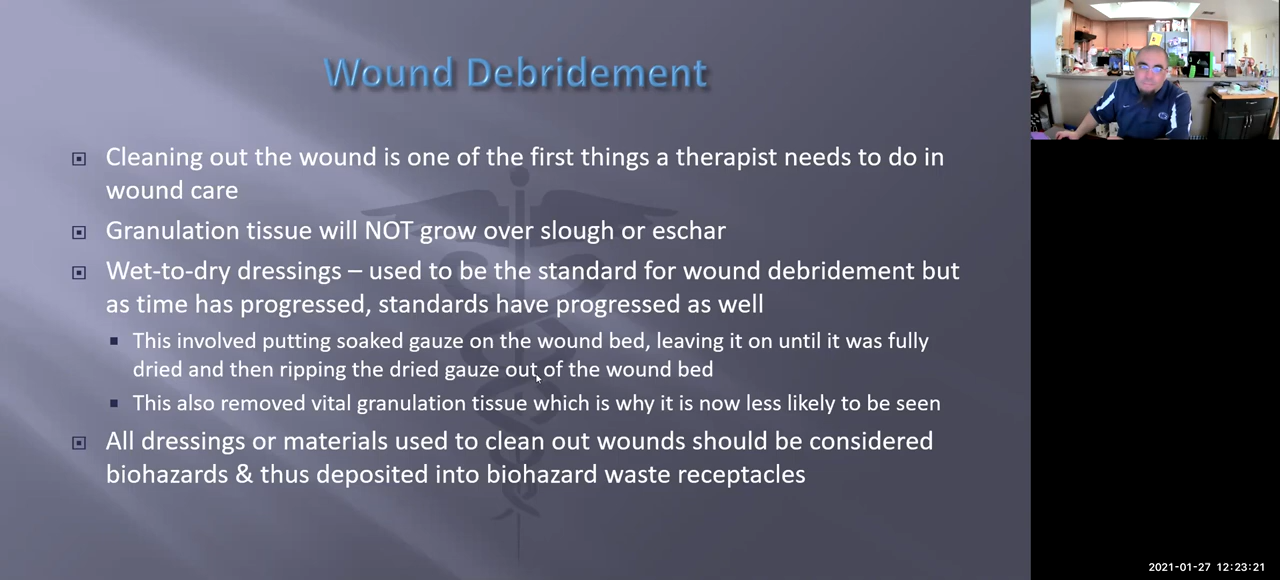 Wound Debridement
Cleaning out the wound is one of the first things a therapist needs to do in
wound care
Granulation tissue will NOT grow over slough or eschar
Wet-to-dry dressings – used to be the standard for wound debridement but
as time has progressed, standards have progressed as well
This involved putting soaked gauze on the wound bed, leaving it on until it was fully
dried and then ripping the dried gauze out of the wound bed
This also removed vital granulation tissue which is why it is now less likely to be seen
All dressings or materials used to clean out wounds should be considered
biohazards & thus deposited into biohazard waste receptacles
2021-01-27 12:23:21